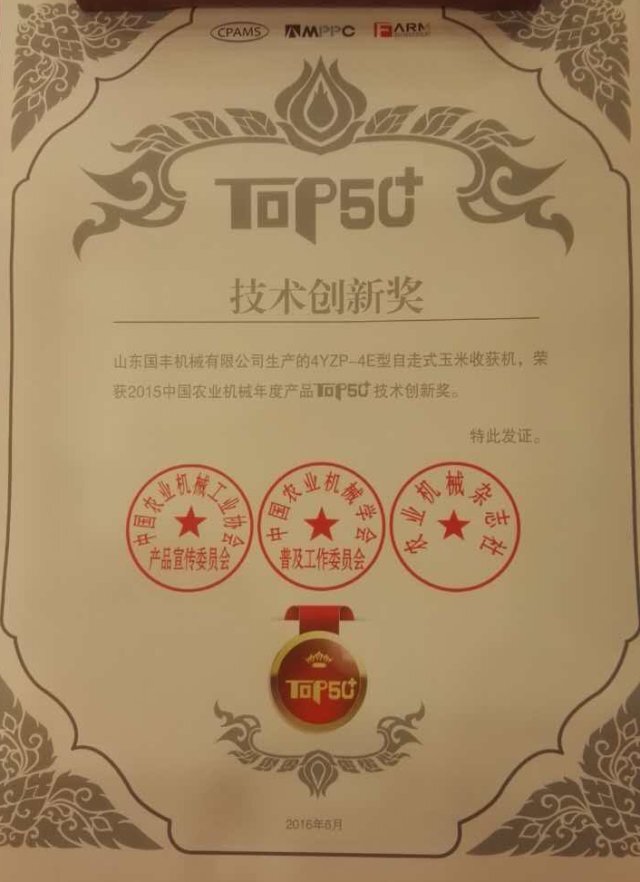 CPAMS AMPPC FARM
TOP50+
技术创新奖
山东国丰机械有限公司生产的4YZP-4E型自走式玉米收获机，荣
获2015中国农业机械年度产品TOP50+技术创新奖。
特此发证。
中国农业机械工业协会
产品宣传委员会
中国农业机械学会
普及工作委员会
农业机械杂志社
TOP50+
2016年6月